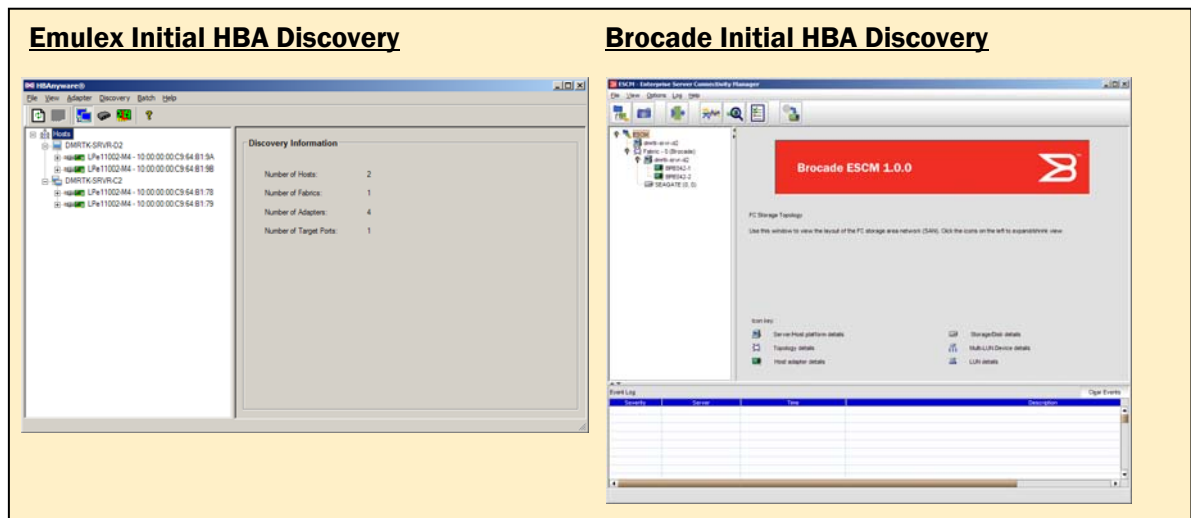 Emulex Initial HBA Discovery
Brocade Initial HBA Discovery
HBAnyware®
File View Adapter Discovery Batch Help
Hosts
DMRTK-SRVR-D2
LPe11002-M4 - 10:00:00:00:C9:64:B1:9A
LPe11002-M4 - 10:00:00:00:C9:64:B1:9B
DMRTK-SRVR-C2
LPe11002-M4 - 10:00:00:00:C9:64:B1:78
LPe11002-M4 - 10:00:00:00:C9:64:B1:79
Discovery Information
Number of Hosts: 2
Number of Fabrics: 1
Number of Adapters: 4
Number of Target Ports: 1
ESCM - Enterprise Server Connectivity Manager
File View Options Log Help
ESCM
Fabric - 0 (Brocade)
SEAGATE (0, 0)
Brocade ESCM 1.0.0
FC Storage Topology
Use this window to view the layout of the FC storage area network (SAN). Click the icons on the left to expand/shrink view
Icon key
Server/Host platform details
Storage/Disk details
Topology details
Multi-LUN Device details
Host adapter details
LUN details
Event Log
Clear Events
Severity Server Time Description